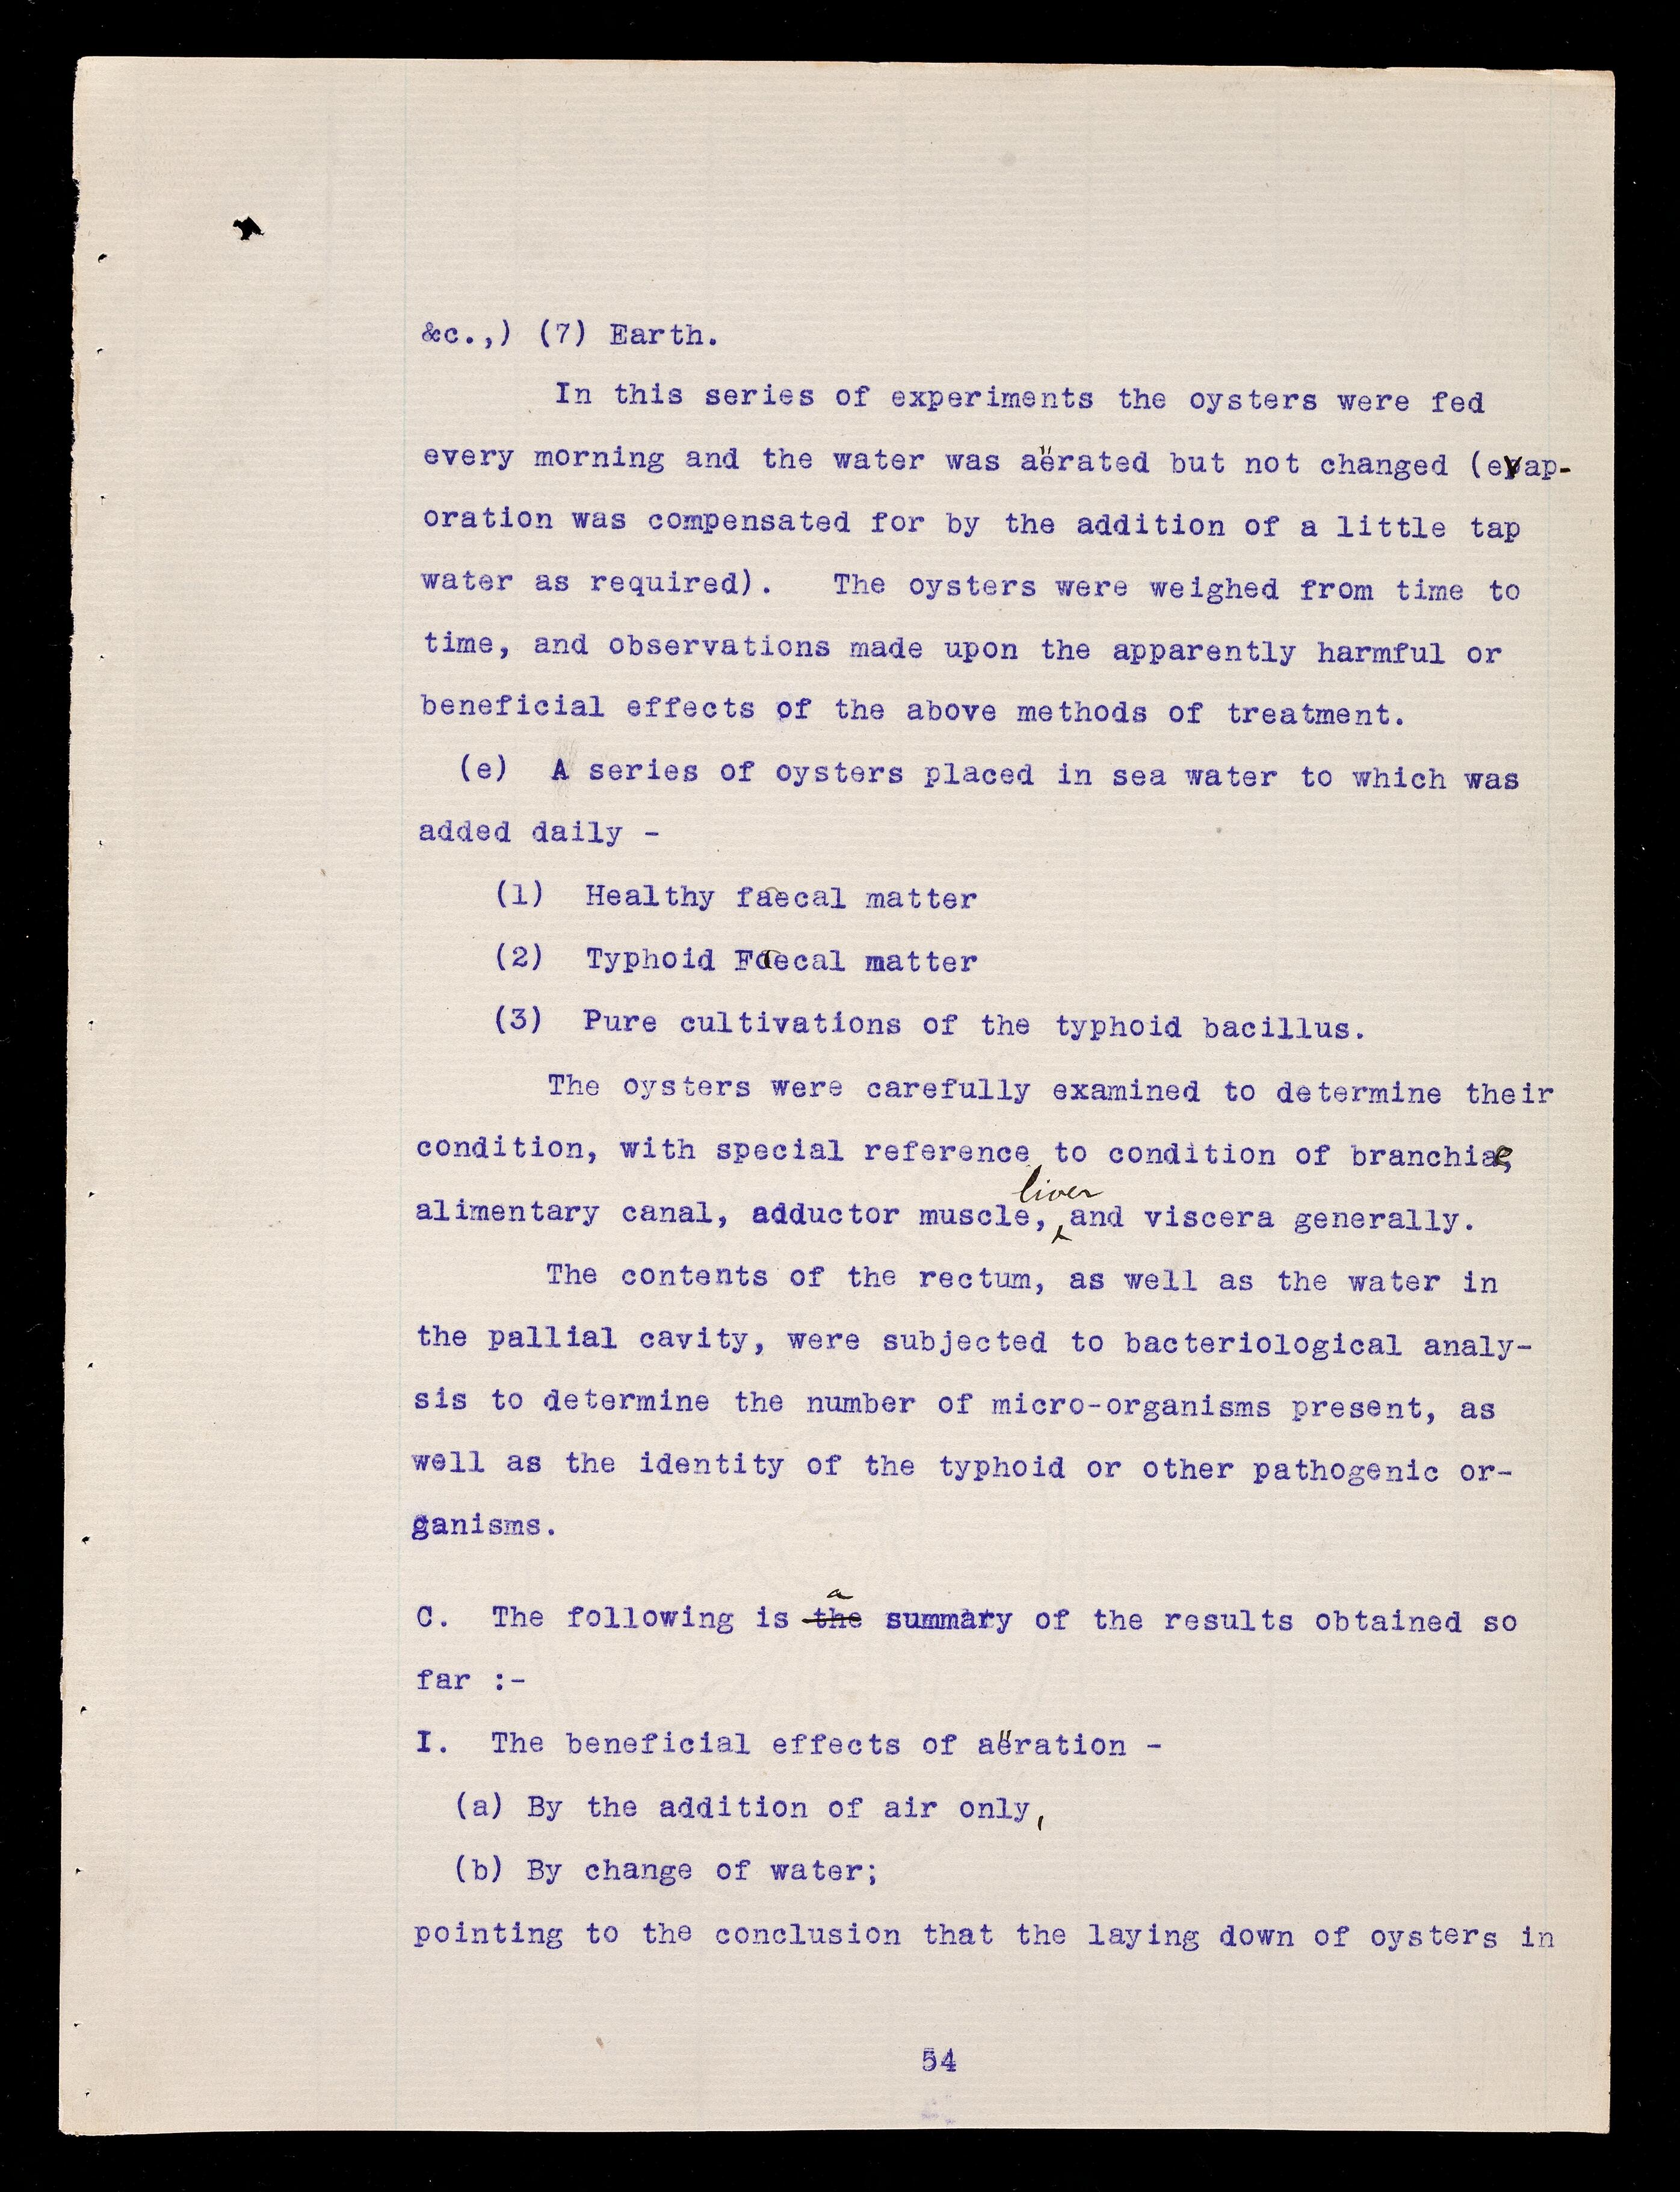 &c.,) (7) Earth.
In this series of experiments the oysters were fed
every morning and the water was aërated but not changed (evap-
oration was compensated for by the addition of a little tap
water as required). The oysters were weighed from time to
time, and observations made upon the apparently harmful or
beneficial effects of the above methods of treatment.
(e) A series of oysters placed in sea water to which was
added daily -
(1) Healthy faecal matter
(2) Typhoid Faecal matter
(3) Pure cultivations of the typhoid bacillus.
The oysters were carefully examined to determine their
condition, with special reference to condition of branchiae,
liver
alimentary canal, adductor muscle, and viscera generally.
The contents of the rectum, as well as the water in
the pallial cavity, were subjected to bacteriological analy-
sis to determine the number of micro-organisms present, as
well as the identity of the typhoid or other pathogenic or-
ganisms.
a
C. The following is the summary of the results obtained so
far :-
I. The beneficial effects of aëration -
(a) By the addition of air only,
(b) By change of water;
pointing to the conclusion that the laying down of oysters in
54